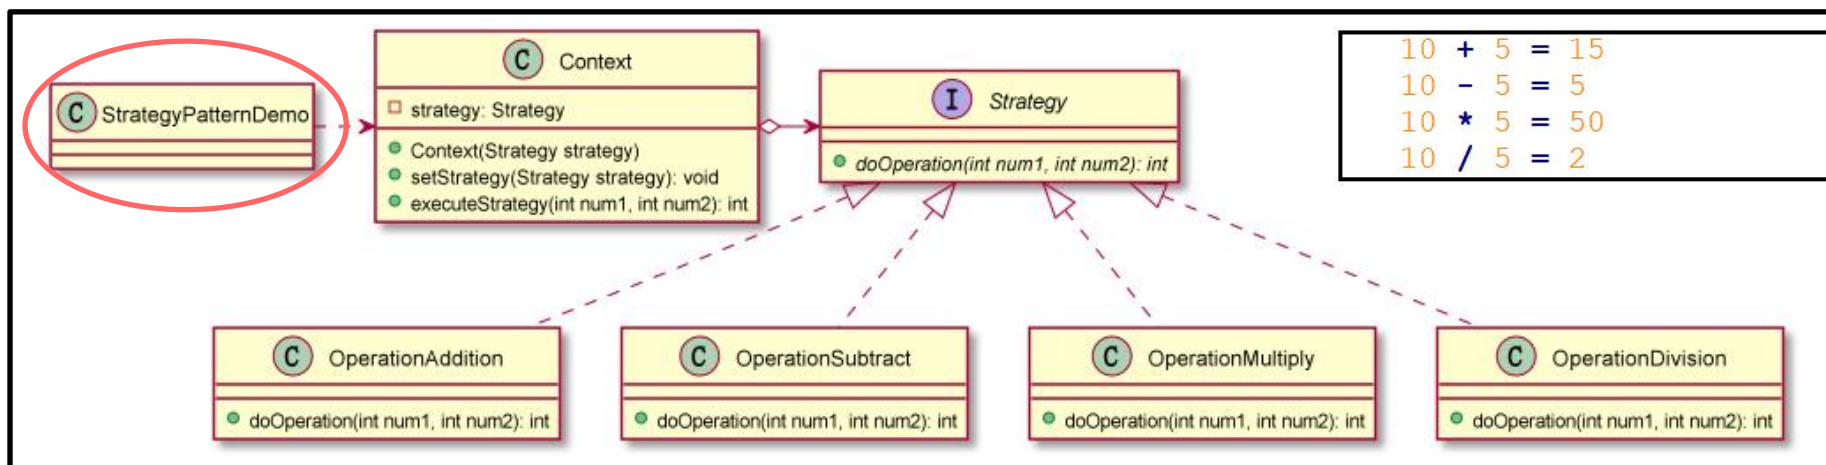 C StrategyPatternDemo
C Context
strategy: Strategy
Context(Strategy strategy)
setStrategy(Strategy strategy): void
executeStrategy(int num1, int num2): int
I Strategy
doOperation(int num1, int num2): int
10 + 5 = 15
10 - 5 = 5
10 * 5 = 50
10 / 5 = 2
C OperationAddition
doOperation(int num1, int num2): int
C OperationSubtract
doOperation(int num1, int num2): int
C OperationMultiply
doOperation(int num1, int num2): int
C OperationDivision
doOperation(int num1, int num2): int